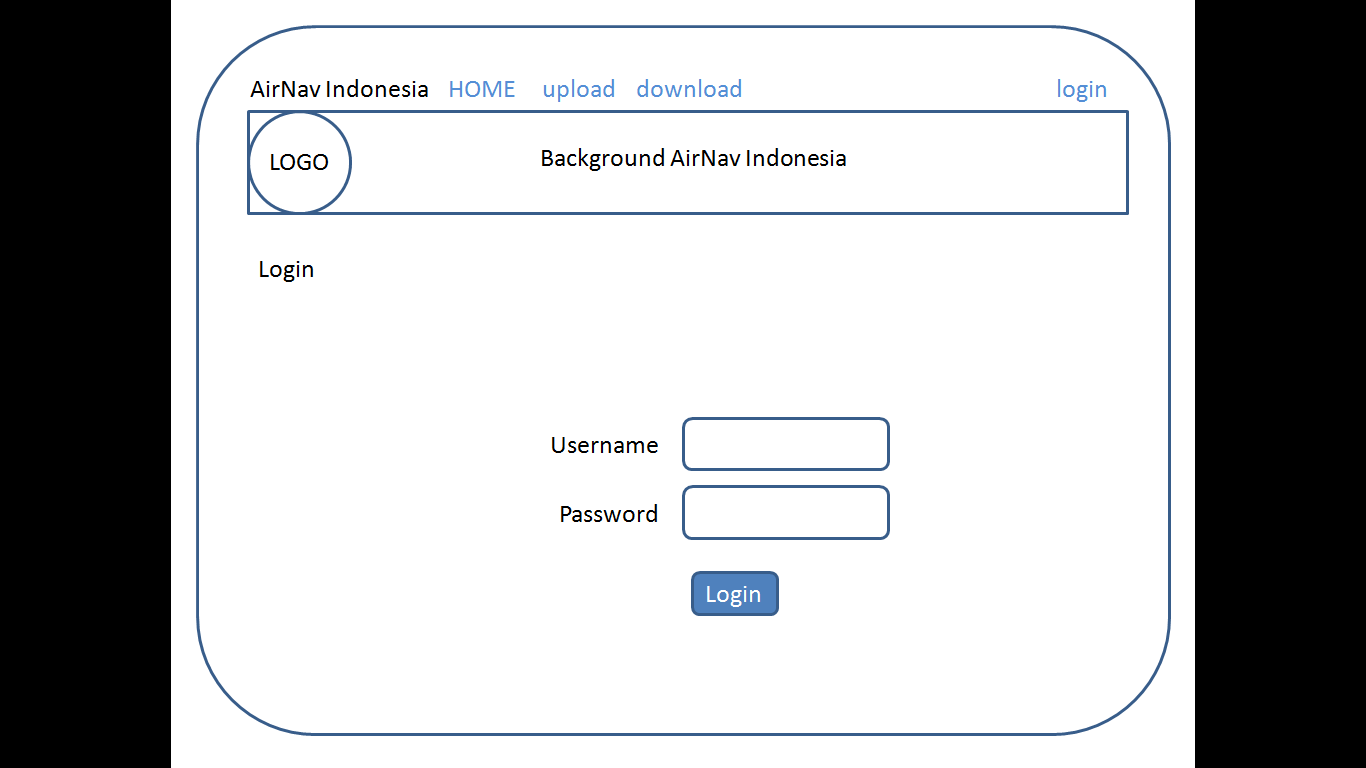 AirNav Indonesia HOME upload download login
LOGO
Background AirNav Indonesia
Login
Username
Password
Login